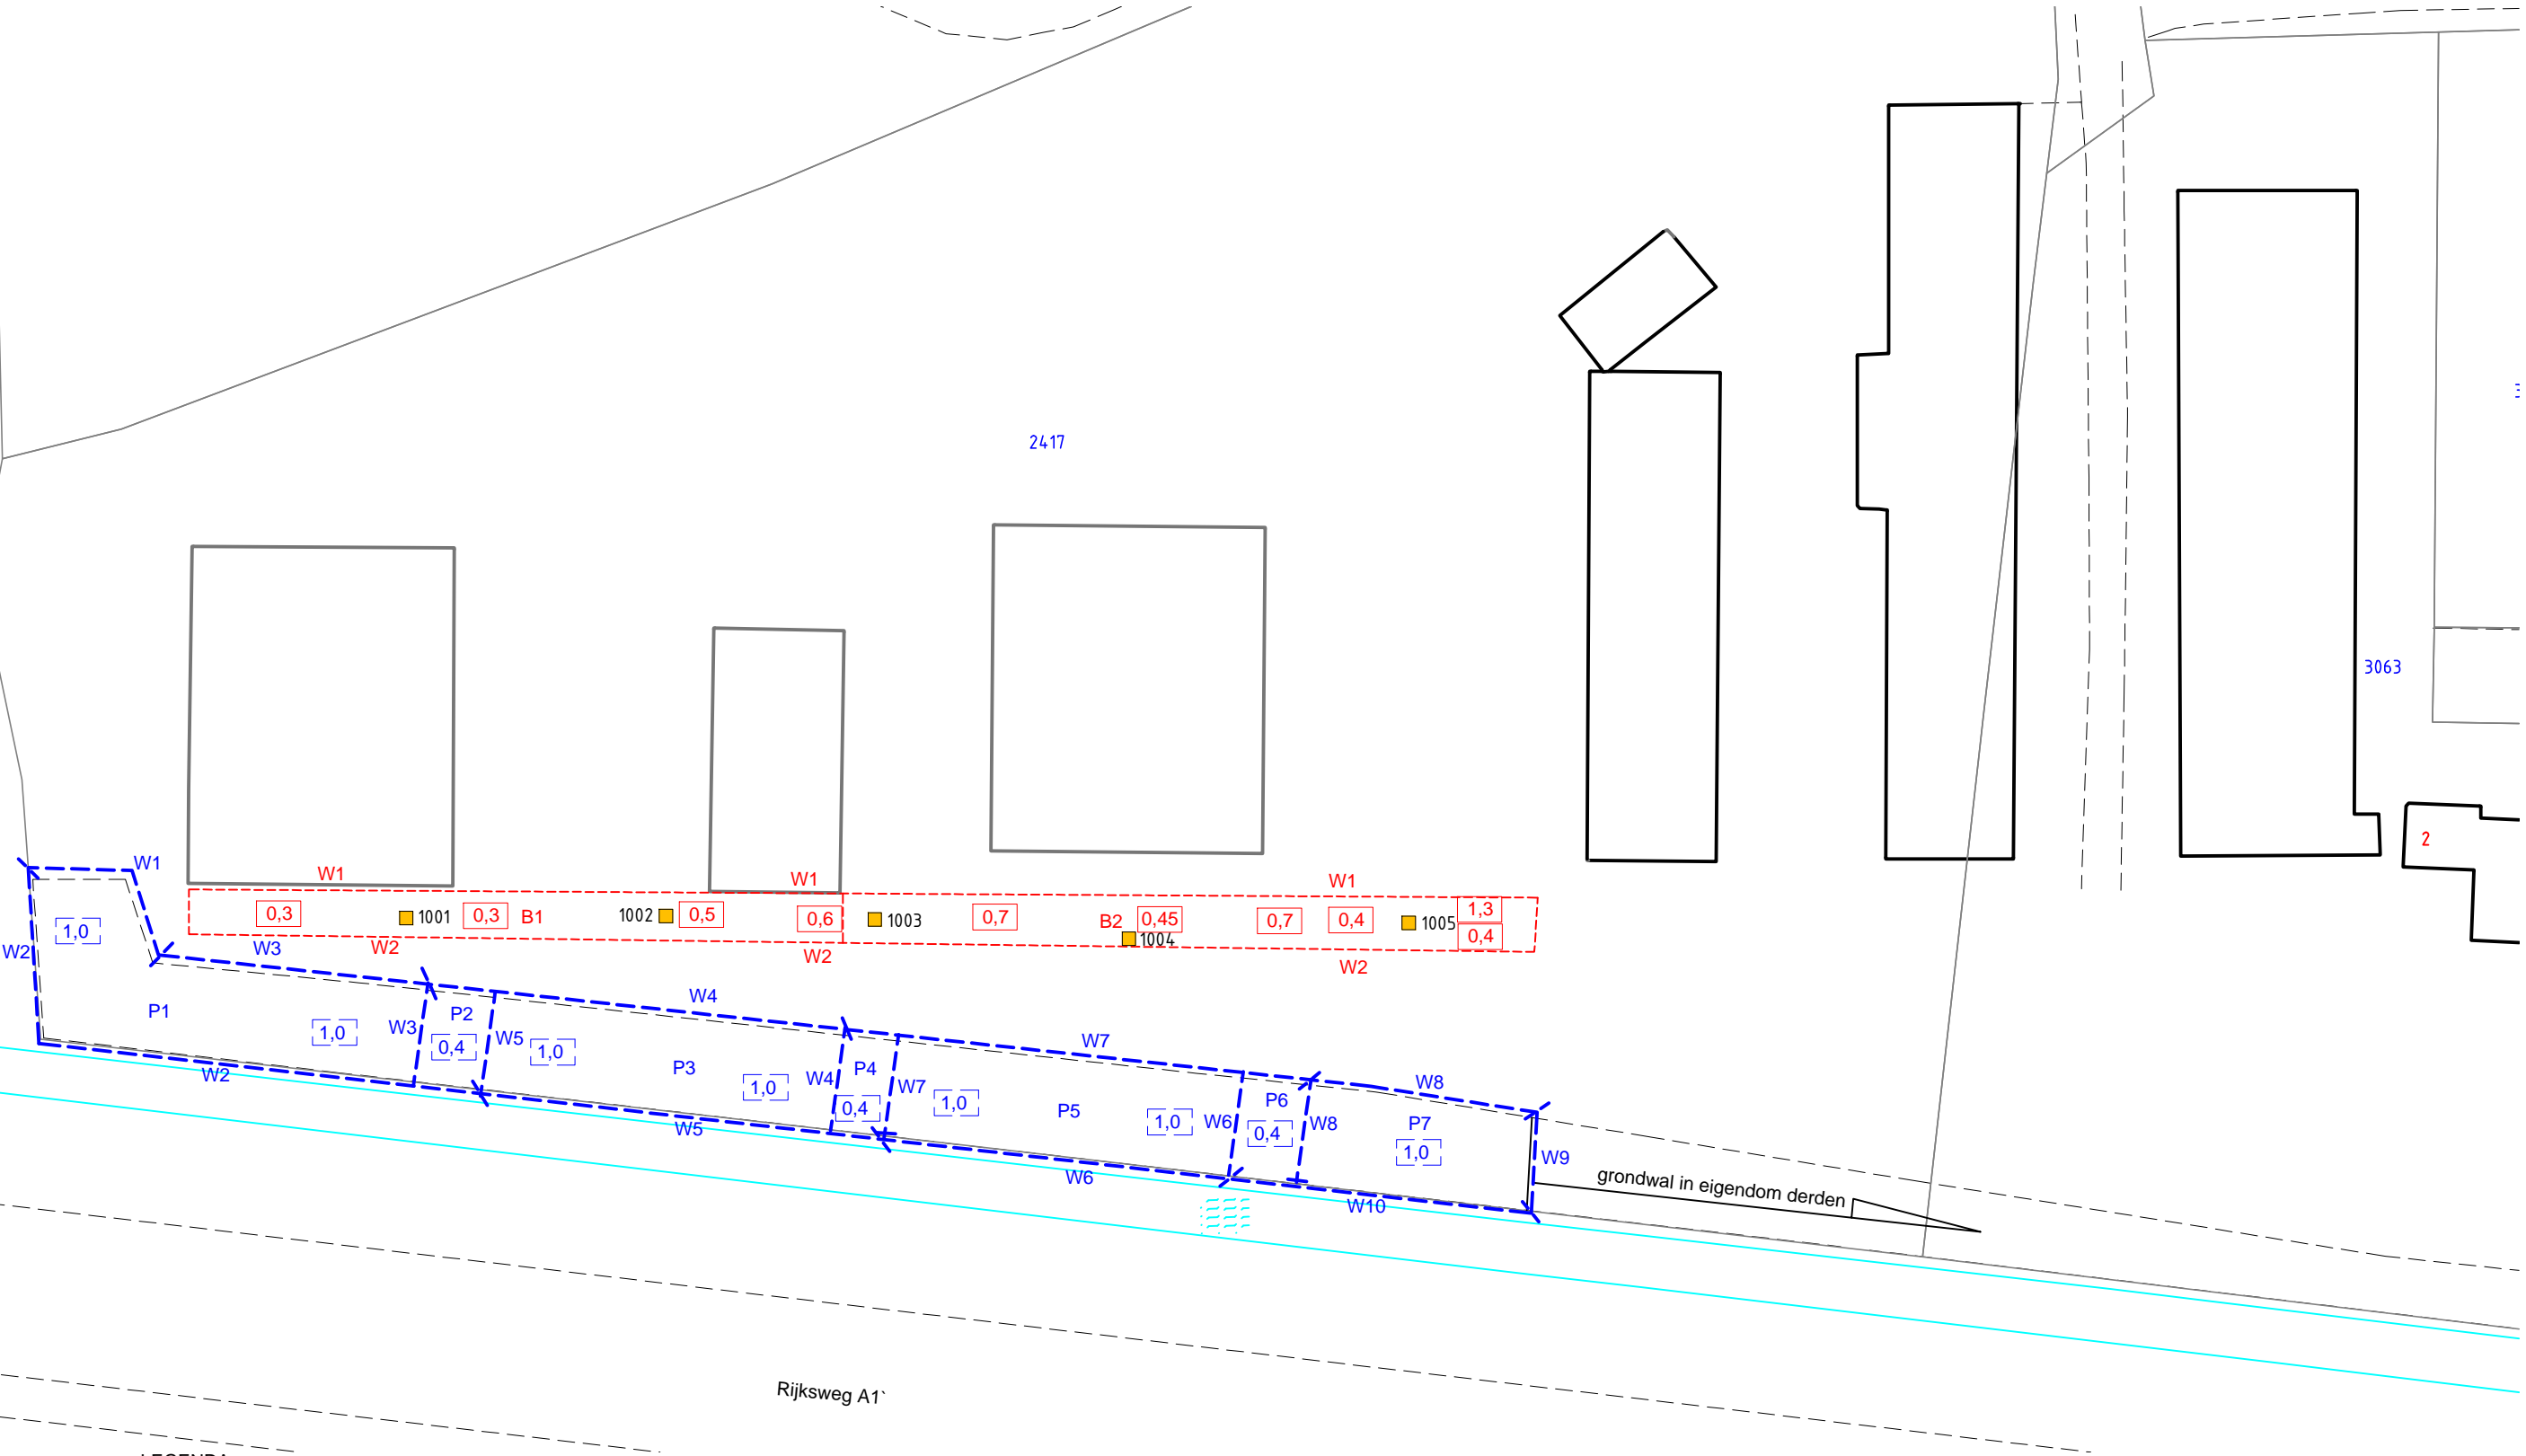 2417
3063
2
W1
W1
W1
W1
0,3
1001
0,3
B1
1002
0,5
0,6
1003
0,7
B2
0,45
1004
0,7
0,4
1005
1,3
0,4
1,0
W2
W3
W2
W2
W2
P1
1,0
W3
P2
0,4
W5
1,0
W4
P3
1,0
W4
P4
0,4
W7
1,0
W7
P5
1,0
W6
P6
0,4
W8
W8
P7
1,0
W9
W2
W5
W6
W10
grondwal in eigendom derden
Rijksweg A1`